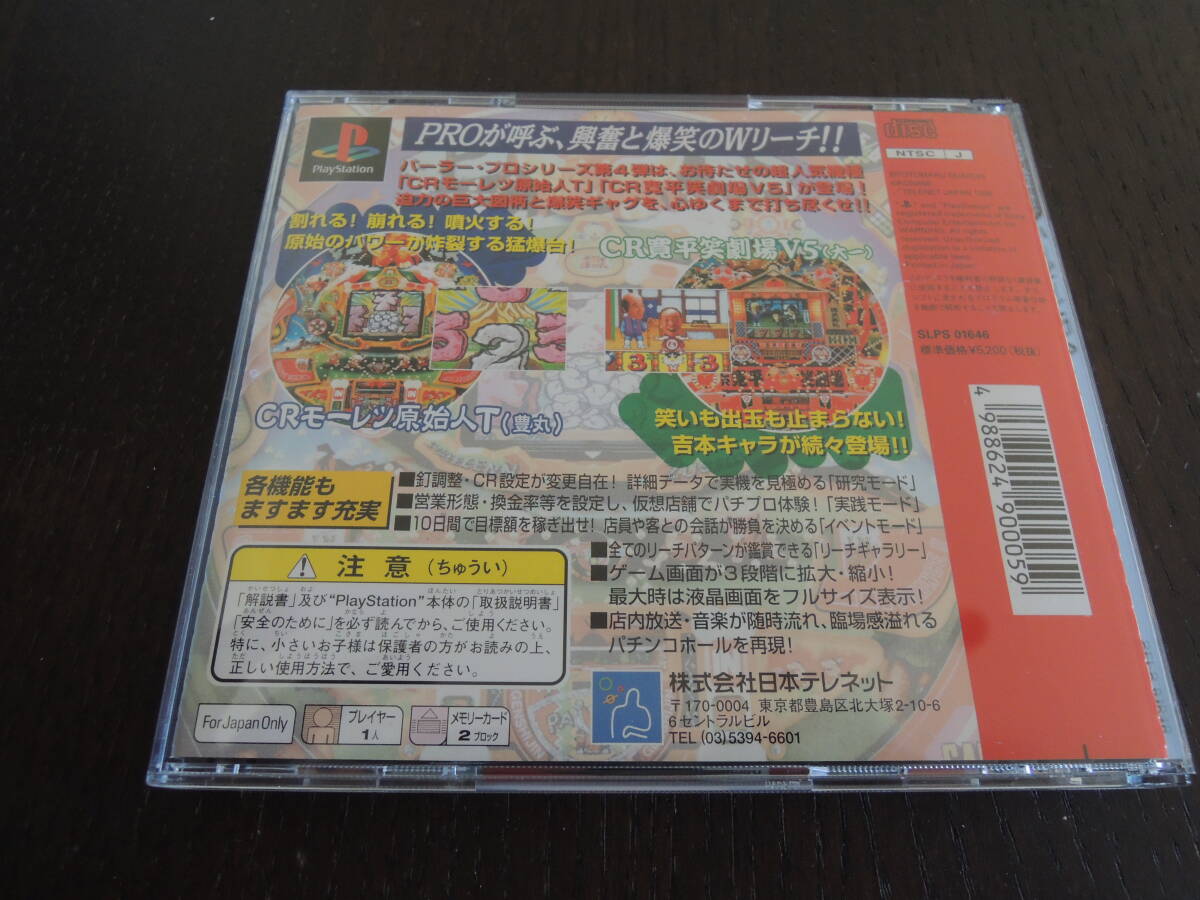 PlayStation
PROが呼ぶ、興奮と爆笑のWリーチ!!
パーラー・プロシリーズ第4弾は、お待たせの超人気機種
「CRモーレツ原始人T」「CR寛平笑劇場V5」が登場!
迫力の巨大図柄と爆笑ギャグを、心ゆくまで打ち尽くせ!!
割れる! 崩れる! 噴火する!
原始のパワーが炸裂する猛爆台!
CR寛平笑劇場V5〈大一〉
CRモーレツ原始人T〈豊丸〉
笑いも出玉も止まらない!
吉本キャラが続々登場!!
各機能も
ますます充実
■釘調整・CR設定が変更自在! 詳細データで実機を見極める「研究モード」
■営業形態・換金率等を設定し、仮想店舗でパチプロ体験!「実践モード」
■10日間で目標額を稼ぎ出せ! 店員や客との会話が勝負を決める「イベントモード」
■全てのリーチパターンが鑑賞できる「リーチギャラリー」
■ゲーム画面が3段階に拡大・縮小!
最大時は液晶画面をフルサイズ表示!
■店内放送・音楽が随時流れ、臨場感溢れる
パチンコホールを再現!
注意(ちゅうい)
「解説書」及び"PlayStation"本体の「取扱説明書」
「安全のために」を必ず読んでから、ご使用ください。
特に、小さいお子様は保護者の方がお読みの上、
正しい使用方法で、ご愛用ください。
For Japan Only
プレイヤー
1人
メモリーカード
2ブロック
株式会社日本テレネット
〒170-0004 東京都豊島区北大塚2-10-6
6セントラルビル
TEL (03)5394-6601
disc
NTSC J
SLPS 01646
標準価格¥5,200(税抜)
4 988624 900059